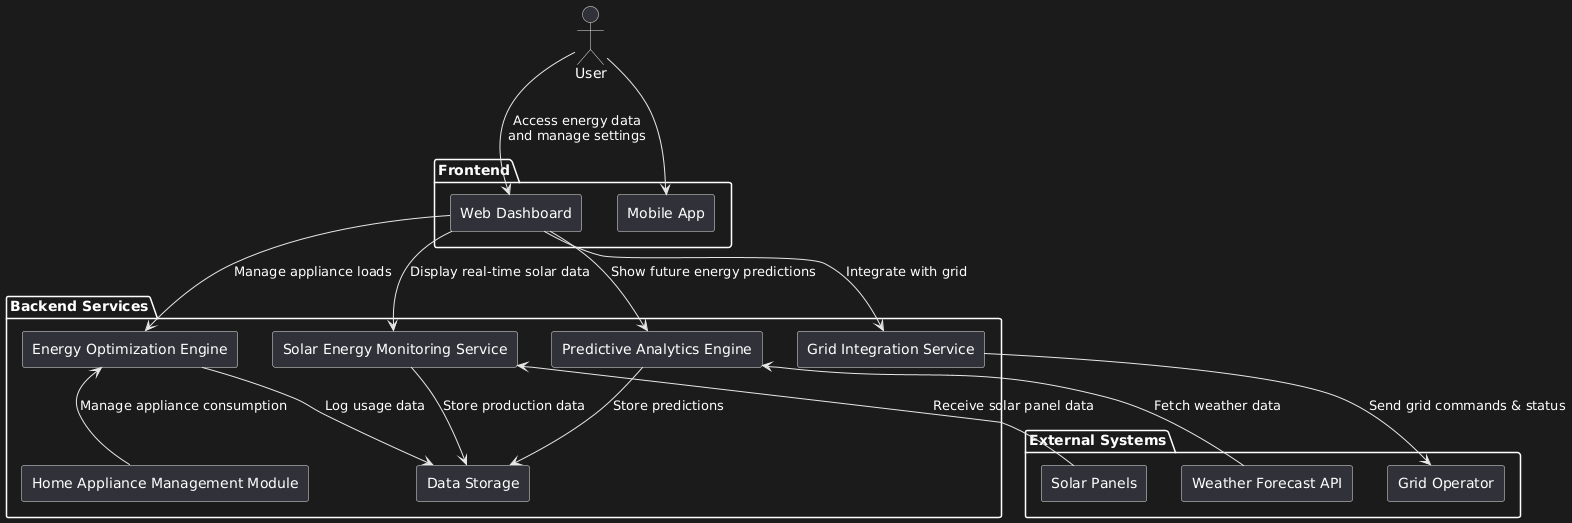 User
Access energy data
and manage settings
Frontend
Web Dashboard
Mobile App
Manage appliance loads
Display real-time solar data
Show future energy predictions
Integrate with grid
Backend Services
Energy Optimization Engine
Solar Energy Monitoring Service
Predictive Analytics Engine
Grid Integration Service
Manage appliance consumption
Log usage data
Store production data
Store predictions
Receive solar panel data
Fetch weather data
Send grid commands & status
External Systems
Home Appliance Management Module
Data Storage
Solar Panels
Weather Forecast API
Grid Operator